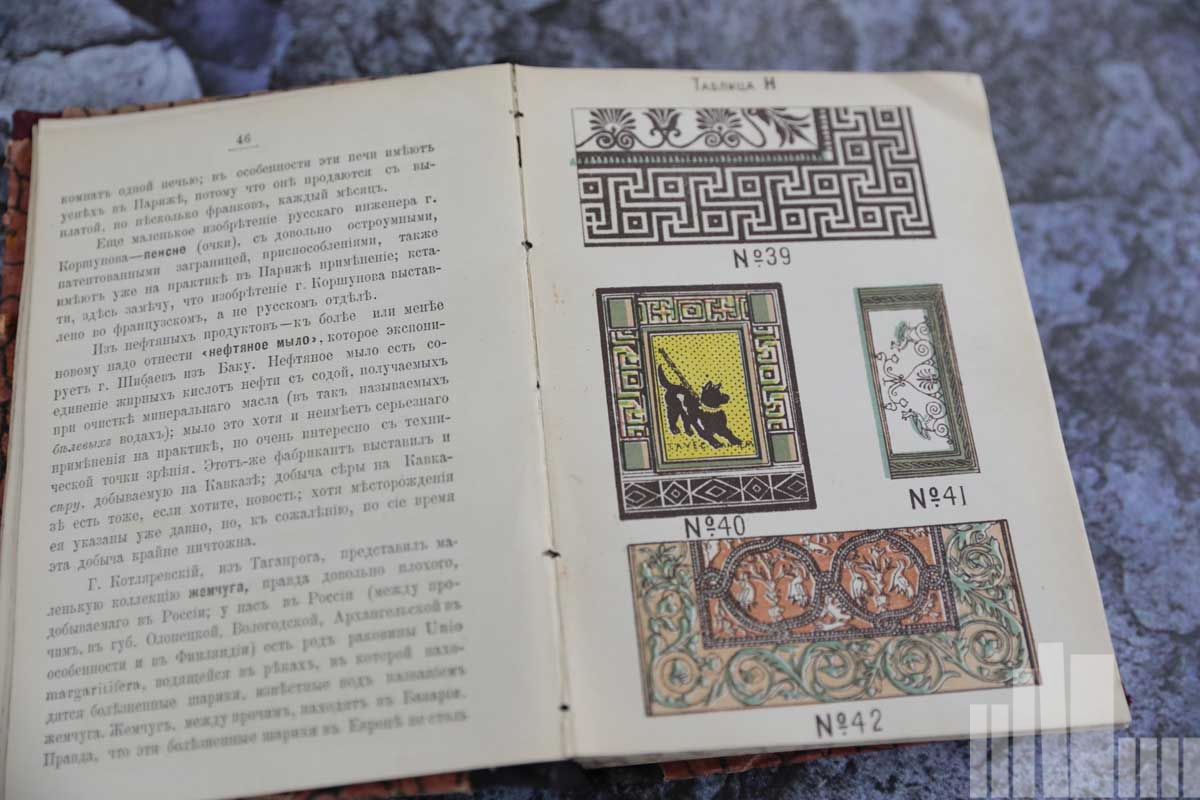 46
комнатъ одной печью; въ особенности эти печи имѣютъ
успѣхъ въ Парижѣ, потому что онѣ продаются съ вы-
платой, по нѣсколько франковъ, каждый мѣсяцъ.
Еще маленькое изобрѣтеніе русскаго инженера г.
Коршунова—пенсне (очки), съ довольно остроумными,
патентованными заграницей, приспособленіями, также
имѣютъ уже на практикѣ въ Парижѣ примѣненіе; кста-
ти, здѣсь замѣчу, что изобрѣтеніе г. Коршунова выстав-
лено во французскомъ, а не русскомъ отдѣлѣ.
Изъ нефтяныхъ продуктовъ—къ болѣе или менѣе
новому надо отнести «нефтяное мыло», которое экспони-
руетъ г. Шибаевъ изъ Баку. Нефтяное мыло есть со-
единеніе жирныхъ кислотъ нефти съ содой, получаемыхъ
при очисткѣ минеральнаго масла (въ такъ называемыхъ
бѣлевыхъ водахъ); мыло это хотя и неимѣетъ серьезнаго
примѣненія на практикѣ, но очень интересно съ техни-
ческой точки зрѣнія. Этотъ-же фабрикантъ выставилъ и
сѣру, добываемую на Кавказѣ; добыча сѣры на Кавка-
зѣ есть тоже, если хотите, новость; хотя мѣсторожденія
ея указаны уже давно, но, къ сожалѣнію, по сіе время
эта добыча крайне ничтожна.
Г. Котляревскій, изъ Таганрога, представилъ ма-
ленькую коллекцію жемчуга, правда довольно плохого,
добываемаго въ Россіи; у насъ въ Россіи (между про-
чимъ, въ губ. Олонецкой, Вологодской, Архангельской въ
особенности и въ Финляндіи) есть родъ раковины Unio
margaritifera, водящейся въ рѣкахъ, въ которой нахо-
дятся болѣзненные шарики, извѣстные подъ названіемъ
жемчуга. Жемчугъ, между прочимъ, находятъ въ Баваріи.
Правда, что эти болѣзненные шарики въ Европѣ не столь
Таблица Н
№39
№40
№41
№42